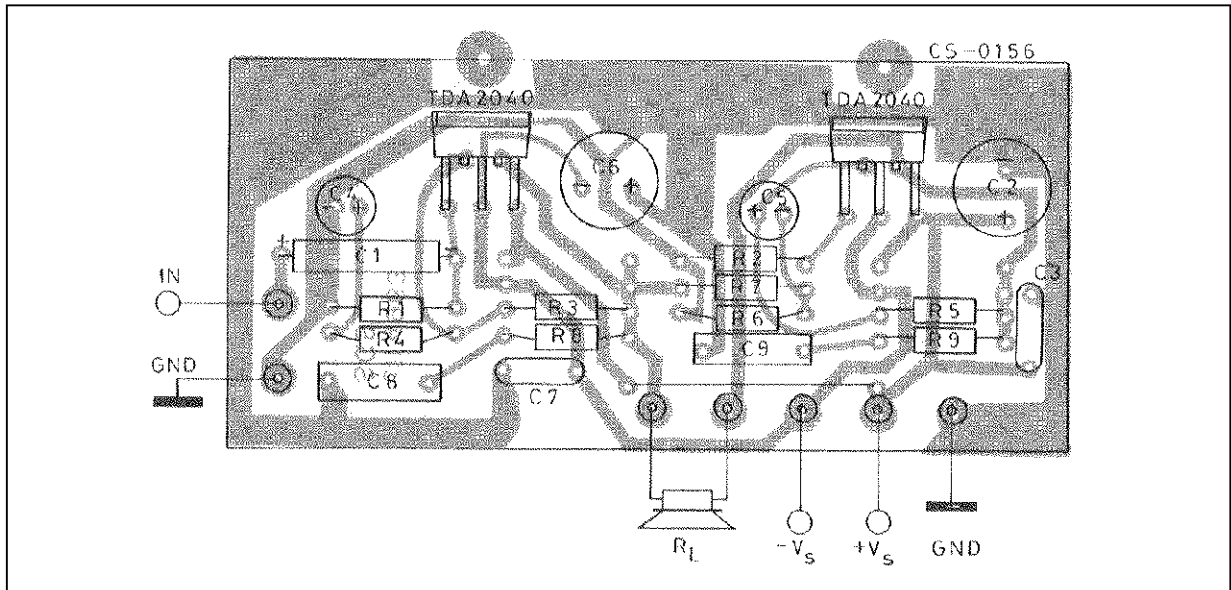 CS-0156
TDA2040
TDA2040
C6
C4
C5
C2
C1
R2
C3
IN
R7
R1
R3
R6
R5
R4
R8
C9
R9
GND
C8
C7
RL
-Vs
+Vs
GND